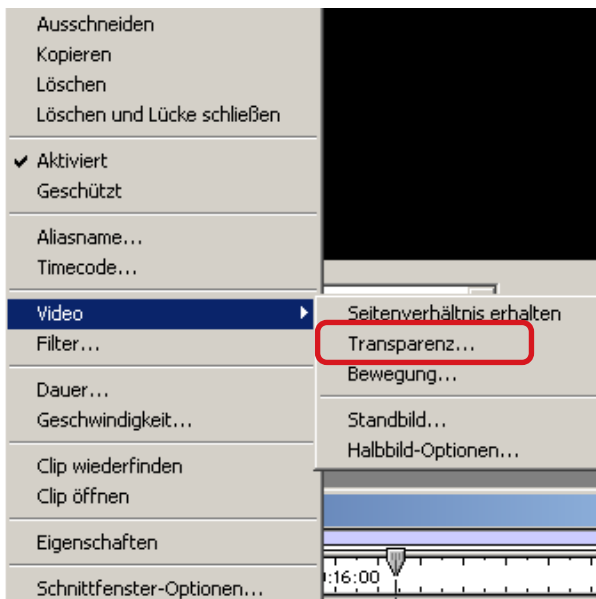 Ausschneiden
Kopieren
Löschen
Löschen und Lücke schließen
Aktiviert
Geschützt
Aliasname...
Timecode...
Video
Filter...
Dauer...
Geschwindigkeit...
Clip wiederfinden
Clip öffnen
Eigenschaften
Schnittfenster-Optionen...
Seitenverhältnis erhalten
Transparenz...
Bewegung...
Standbild...
Halbbild-Optionen...
:16:00